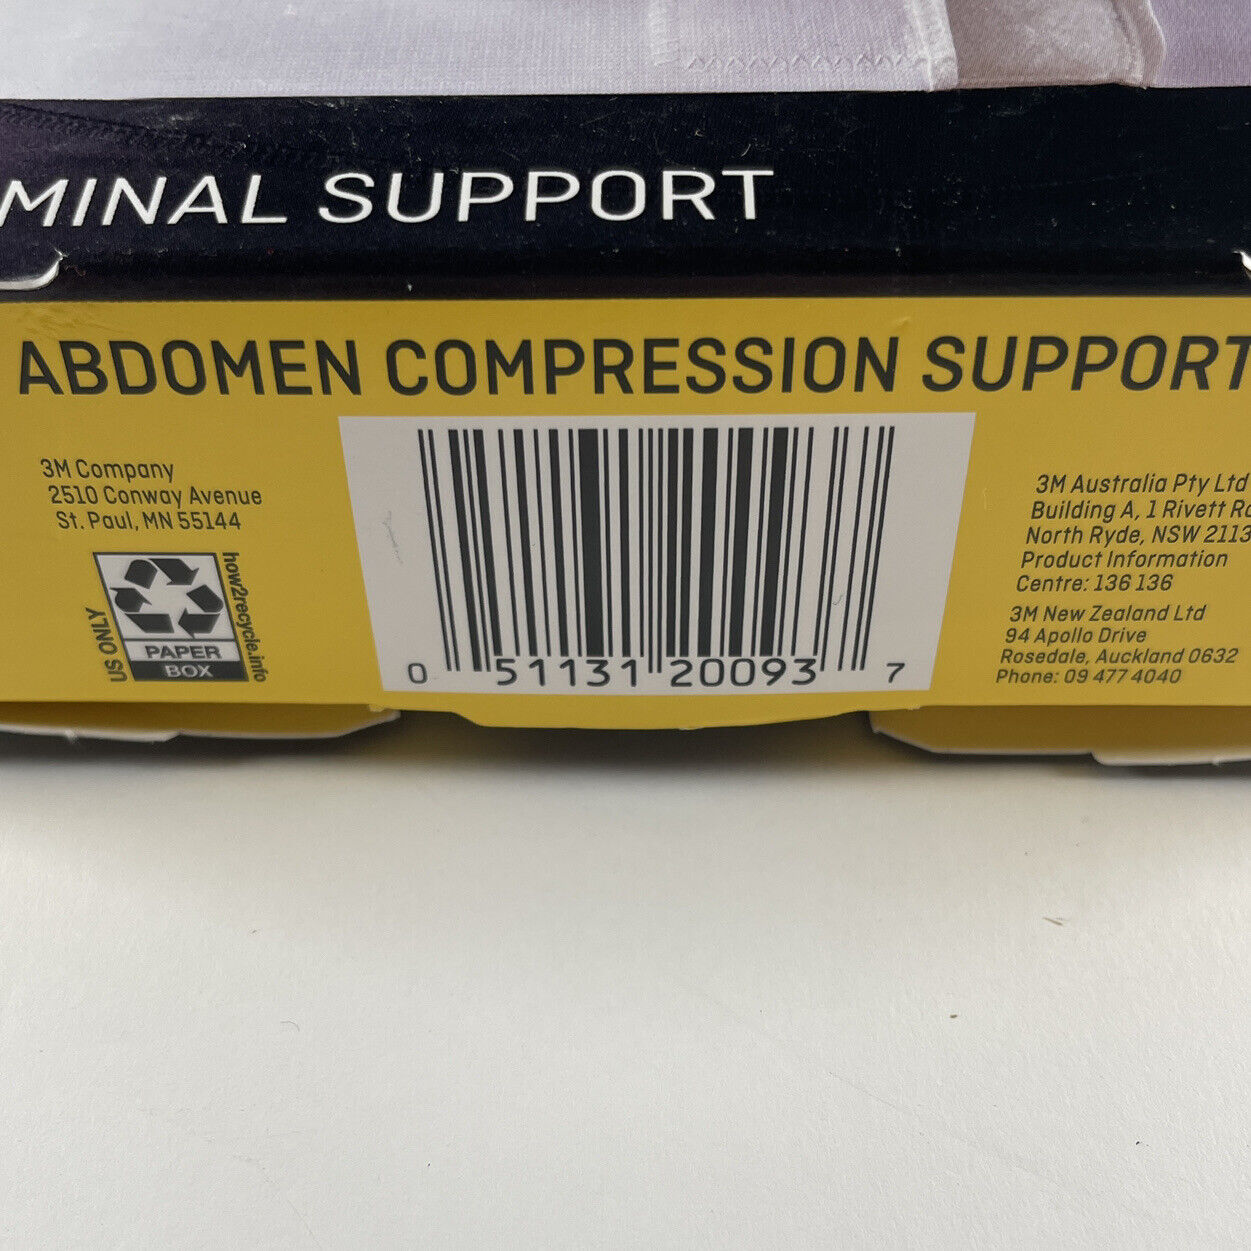 MINAL SUPPORT
ABDOMEN COMPRESSION SUPPORT
3M Company
2510 Conway Avenue
St. Paul, MN 55144
US ONLY
how2recycle.info
PAPER
BOX
0 51131 20093 7
3M Australia Pty Ltd
Building A, 1 Rivett
North Ryde, NSW 2113
Product Information
Centre: 136 136
3M New Zealand Ltd
94 Apollo Drive
Rosedale, Auckland 0632
Phone: 09 477 4040